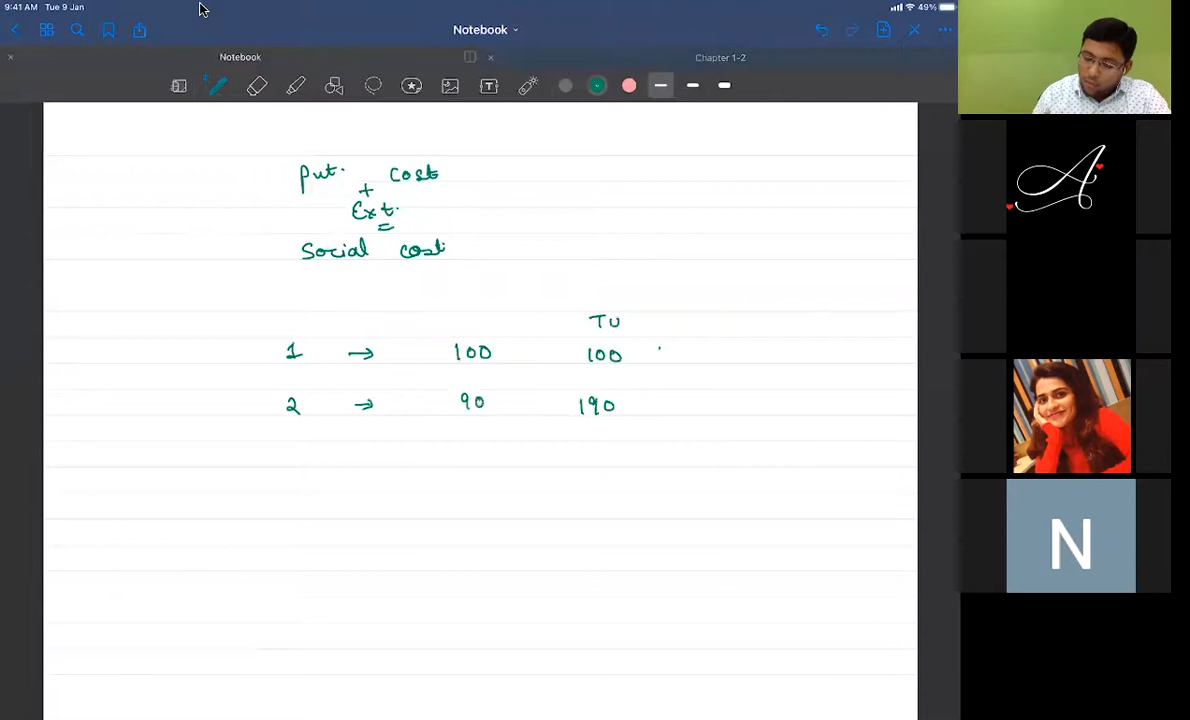 9:41 AM Tue 9 Jan
49%
Notebook
Notebook
Chapter 1-2
T
Put. cost
+
Ext.
=
Social cost
TU
1 → 100 100
2 → 90 190
A
N